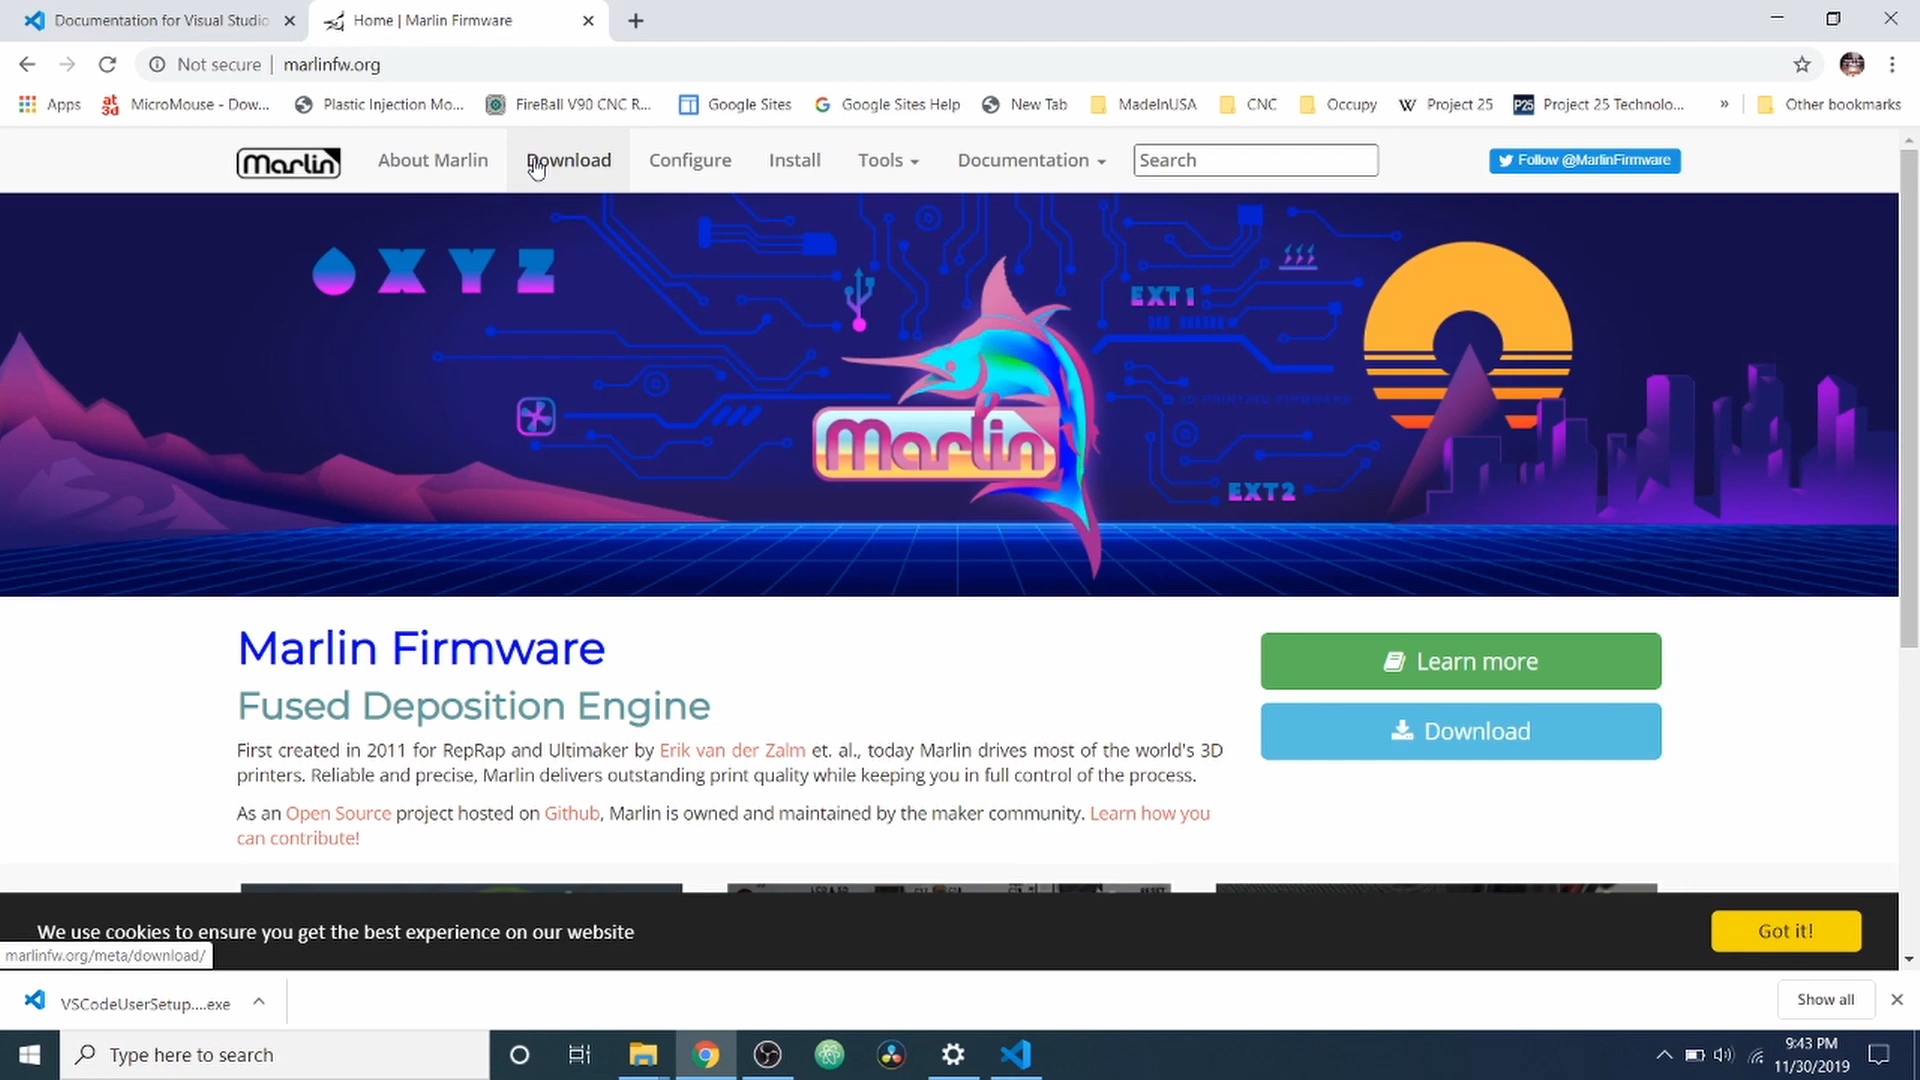 Documentation for Visual Studio
Home | Marlin Firmware
Not secure | marlinfw.org
Apps
MicroMouse - Dow...
Plastic Injection Mo...
FireBall V90 CNC R...
Google Sites
Google Sites Help
New Tab
MadeInUSA
CNC
Occupy
Project 25
Project 25 Technolo...
»
Other bookmarks
Marlin
About Marlin
Download
Configure
Install
Tools
Documentation
Search
Follow @MarlinFirmware
X Y Z
EXT1
3D PRINTING FIRMWARE
Marlin
EXT2
Marlin Firmware
Learn more
Fused Deposition Engine
Download
First created in 2011 for RepRap and Ultimaker by Erik van der Zalm et. al., today Marlin drives most of the world's 3D
printers. Reliable and precise, Marlin delivers outstanding print quality while keeping you in full control of the process.
As an Open Source project hosted on Github, Marlin is owned and maintained by the maker community. Learn how you
can contribute!
We use cookies to ensure you get the best experience on our website
Got it!
marlinfw.org/meta/download/
VSCodeUserSetup....exe
Show all
Type here to search
9:43 PM
11/30/2019